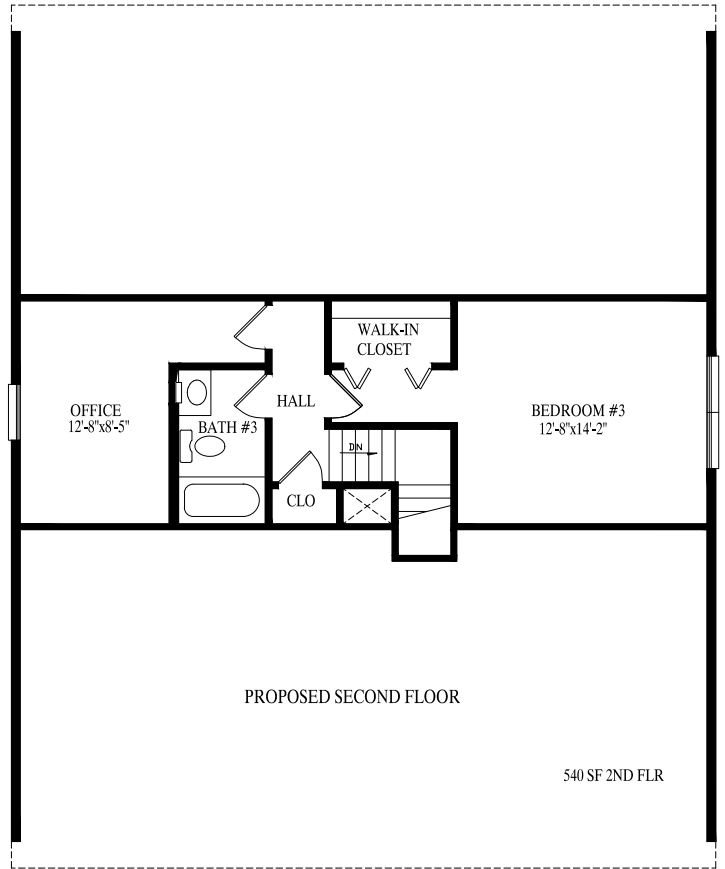 WALK-IN
CLOSET
HALL
OFFICE
12'-8"x8'-5"
BATH #3
BEDROOM #3
12'-8"x14'-2"
DN
CLO
PROPOSED SECOND FLOOR
540 SF 2ND FLR